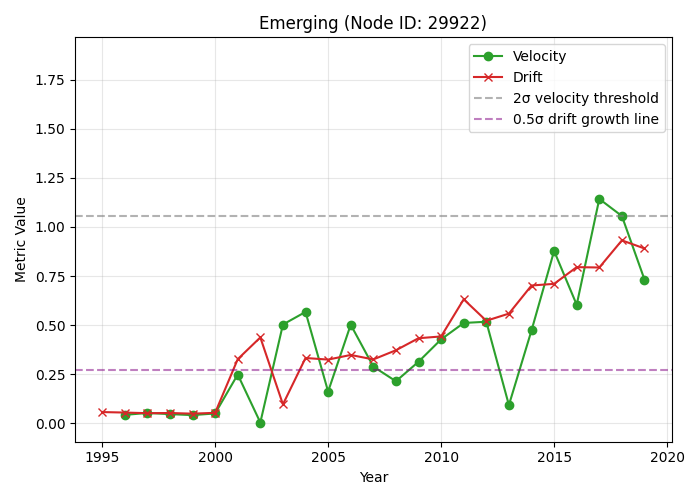 Emerging (Node ID: 29922)
Velocity
Drift
2σ velocity threshold
0.5σ drift growth line
Metric Value
1.75
1.50
1.25
1.00
0.75
0.50
0.25
0.00
1995
2000
2005
2010
2015
2020
Year